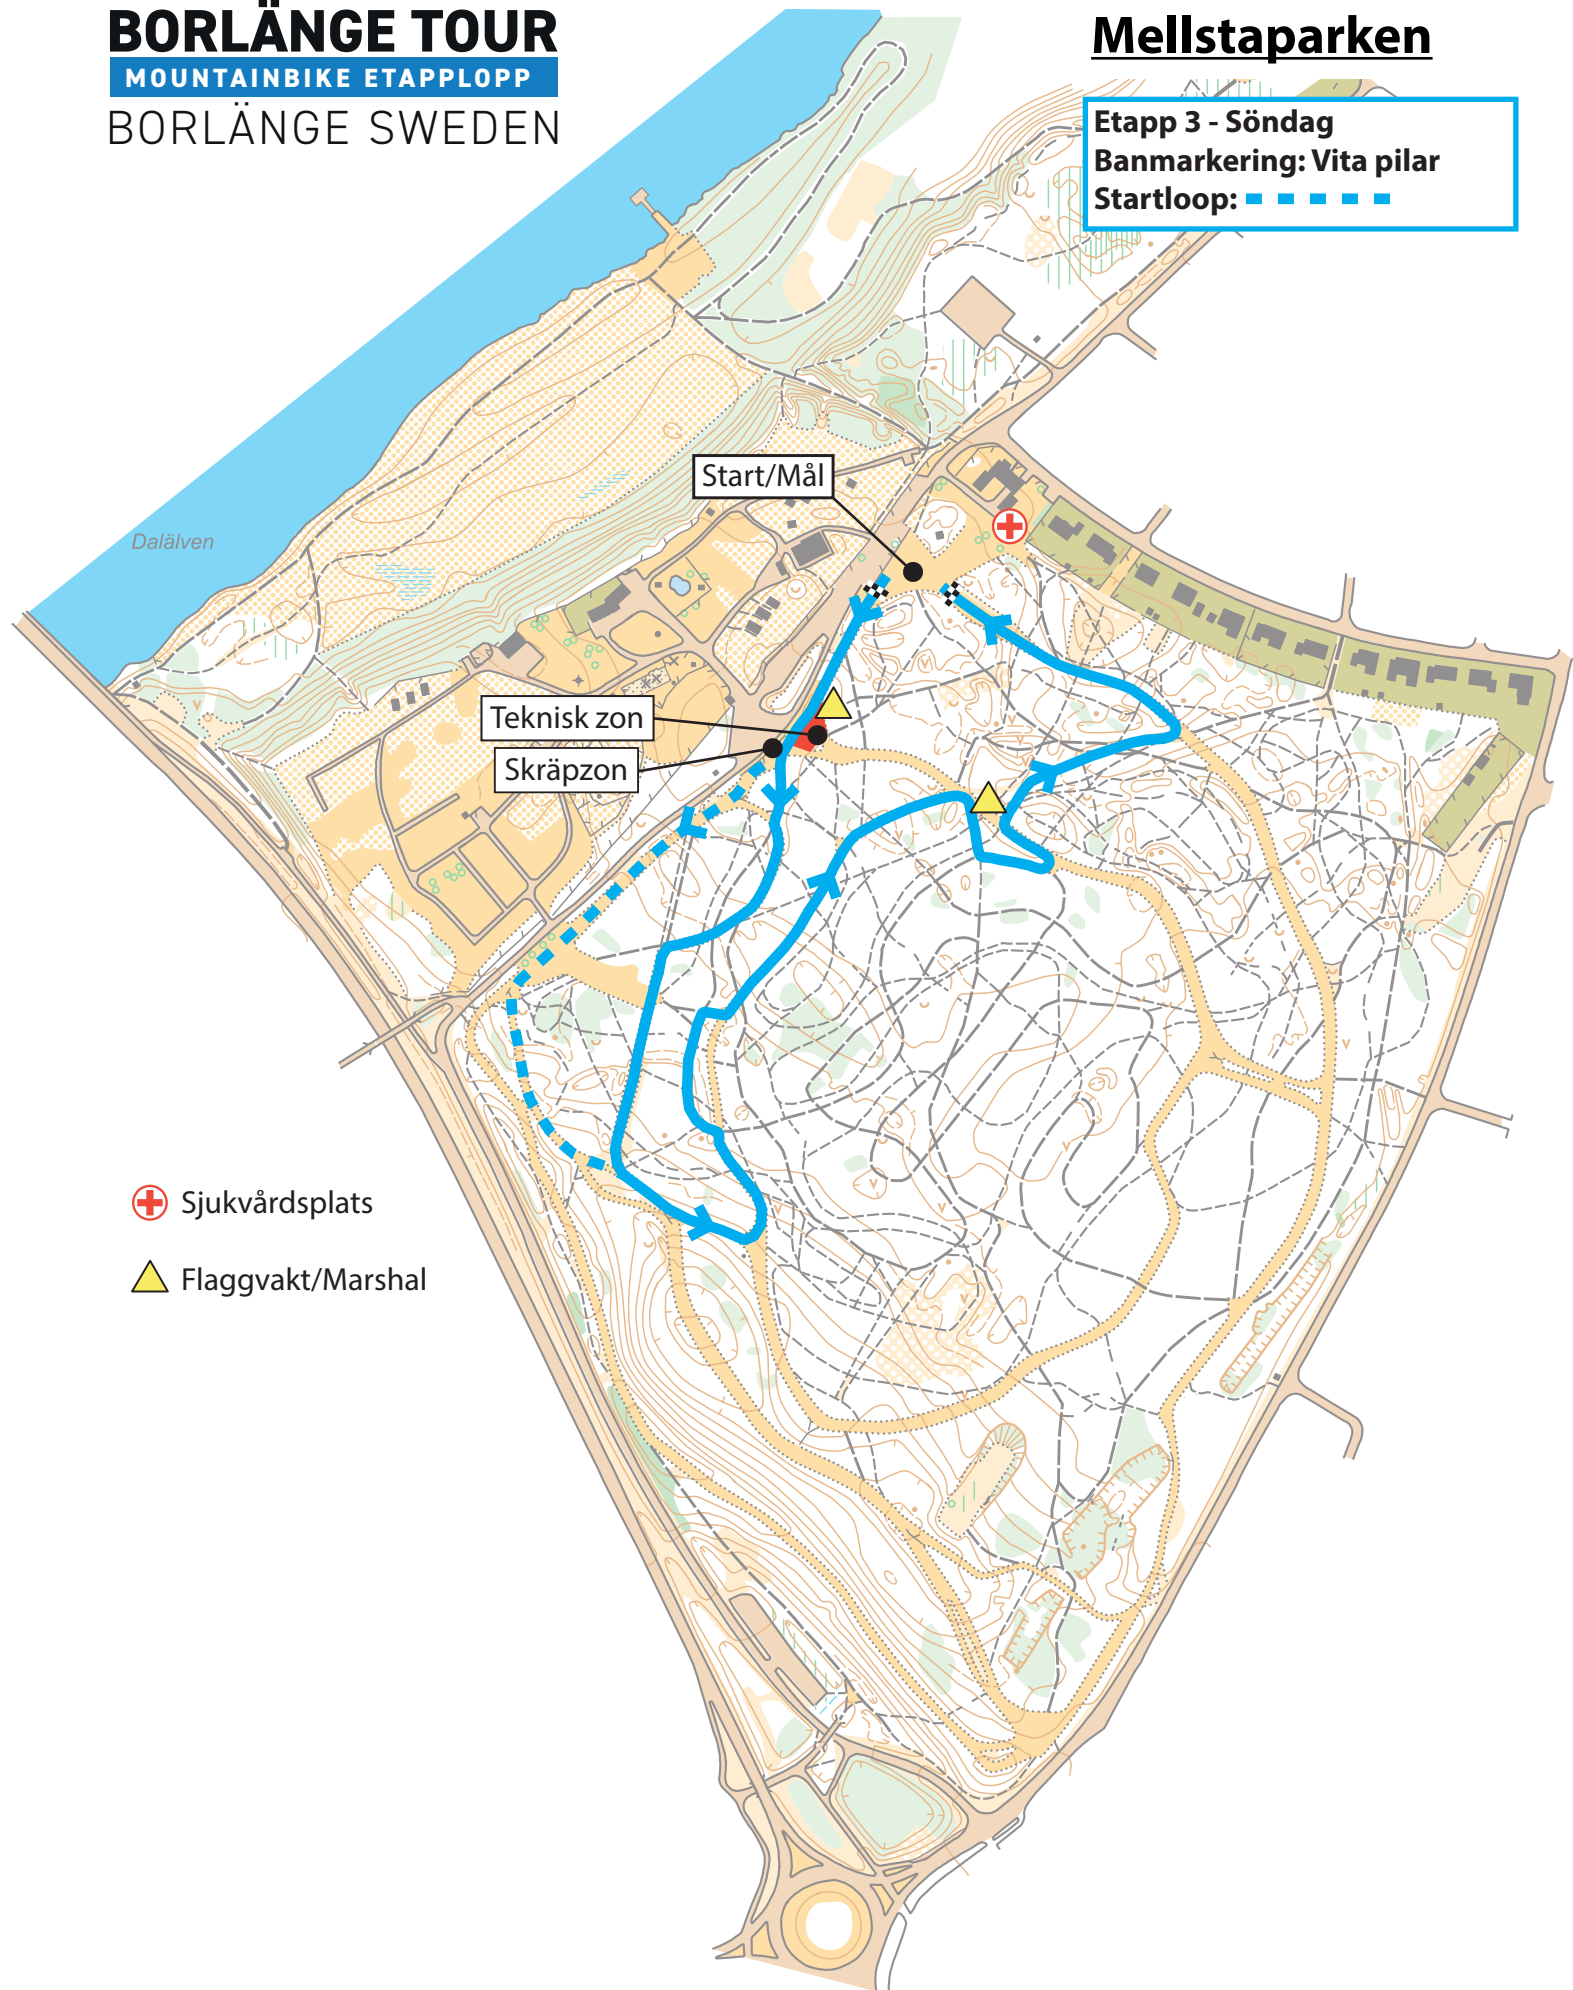 BORLÄNGE TOUR
MOUNTAINBIKE ETAPPLOPP
BORLÄNGE SWEDEN
Mellstaparken
Etapp 3 - Söndag
Banmarkering: Vita pilar
Startloop:
Start/Mål
Dalälven
Teknisk zon
Skräpzon
Sjukvårdsplats
Flaggvakt/Marshal